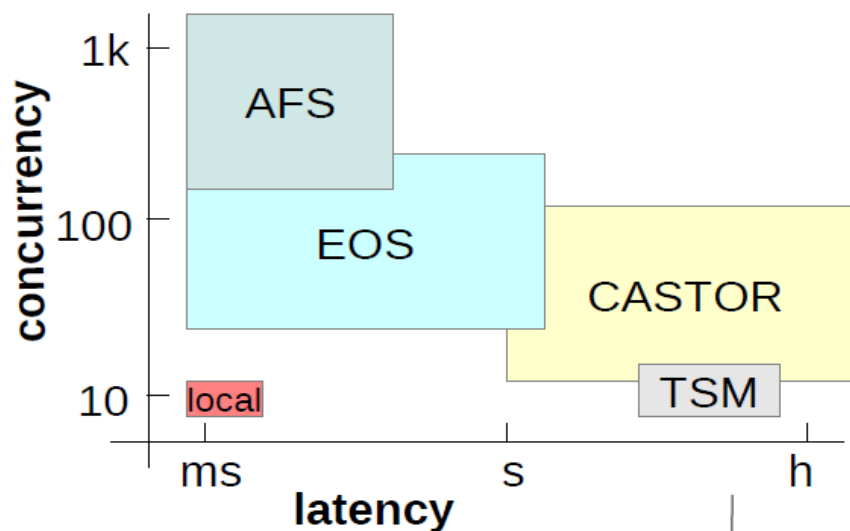 1k
AFS
100
EOS
CASTOR
10
local
TSM
ms
s
h
latency
concurrency